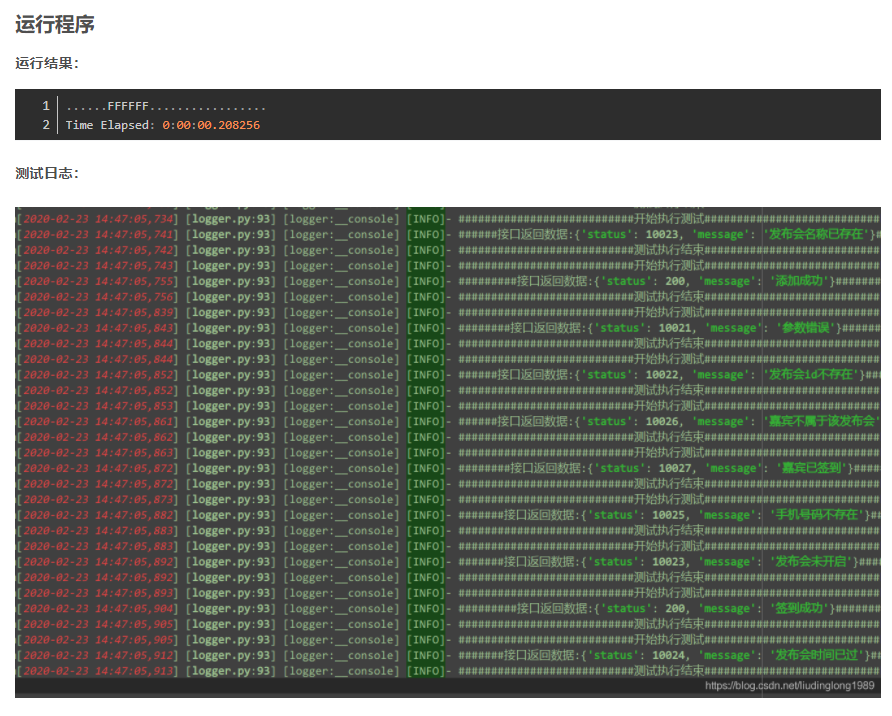 运行程序
运行结果：
1 ......FFFFFF.................
2 Time Elapsed: 0:00:00.208256
测试日志：
[2020-02-23 14:47:05,734] [logger.py:93] [logger:__console] [INFO]- ###########################开始执行测试###########################
[2020-02-23 14:47:05,741] [logger.py:93] [logger:__console] [INFO]- ######接口返回数据:{'status': 10023, 'message': '发布会名称已存在'}#
[2020-02-23 14:47:05,742] [logger.py:93] [logger:__console] [INFO]- ###########################测试执行结束###########################
[2020-02-23 14:47:05,743] [logger.py:93] [logger:__console] [INFO]- ###########################开始执行测试###########################
[2020-02-23 14:47:05,755] [logger.py:93] [logger:__console] [INFO]- #########接口返回数据:{'status': 200, 'message': '添加成功'}#######
[2020-02-23 14:47:05,756] [logger.py:93] [logger:__console] [INFO]- ###########################测试执行结束###########################
[2020-02-23 14:47:05,839] [logger.py:93] [logger:__console] [INFO]- ###########################开始执行测试###########################
[2020-02-23 14:47:05,843] [logger.py:93] [logger:__console] [INFO]- ########接口返回数据:{'status': 10021, 'message': '参数错误'}######
[2020-02-23 14:47:05,844] [logger.py:93] [logger:__console] [INFO]- ###########################测试执行结束###########################
[2020-02-23 14:47:05,844] [logger.py:93] [logger:__console] [INFO]- ###########################开始执行测试###########################
[2020-02-23 14:47:05,852] [logger.py:93] [logger:__console] [INFO]- ######接口返回数据:{'status': 10022, 'message': '发布会id不存在'}###
[2020-02-23 14:47:05,852] [logger.py:93] [logger:__console] [INFO]- ###########################测试执行结束###########################
[2020-02-23 14:47:05,853] [logger.py:93] [logger:__console] [INFO]- ###########################开始执行测试###########################
[2020-02-23 14:47:05,861] [logger.py:93] [logger:__console] [INFO]- ######接口返回数据:{'status': 10026, 'message': '嘉宾不属于该发布会'
[2020-02-23 14:47:05,862] [logger.py:93] [logger:__console] [INFO]- ###########################测试执行结束###########################
[2020-02-23 14:47:05,863] [logger.py:93] [logger:__console] [INFO]- ###########################开始执行测试###########################
[2020-02-23 14:47:05,872] [logger.py:93] [logger:__console] [INFO]- ########接口返回数据:{'status': 10027, 'message': '嘉宾已签到'}####
[2020-02-23 14:47:05,872] [logger.py:93] [logger:__console] [INFO]- ###########################测试执行结束###########################
[2020-02-23 14:47:05,873] [logger.py:93] [logger:__console] [INFO]- ###########################开始执行测试###########################
[2020-02-23 14:47:05,882] [logger.py:93] [logger:__console] [INFO]- ######接口返回数据:{'status': 10025, 'message': '手机号码不存在'}##
[2020-02-23 14:47:05,883] [logger.py:93] [logger:__console] [INFO]- ###########################测试执行结束###########################
[2020-02-23 14:47:05,883] [logger.py:93] [logger:__console] [INFO]- ###########################开始执行测试###########################
[2020-02-23 14:47:05,892] [logger.py:93] [logger:__console] [INFO]- #######接口返回数据:{'status': 10023, 'message': '发布会未开启'}####
[2020-02-23 14:47:05,892] [logger.py:93] [logger:__console] [INFO]- ###########################测试执行结束###########################
[2020-02-23 14:47:05,893] [logger.py:93] [logger:__console] [INFO]- ###########################开始执行测试###########################
[2020-02-23 14:47:05,904] [logger.py:93] [logger:__console] [INFO]- #########接口返回数据:{'status': 200, 'message': '签到成功'}#######
[2020-02-23 14:47:05,905] [logger.py:93] [logger:__console] [INFO]- ###########################测试执行结束###########################
[2020-02-23 14:47:05,905] [logger.py:93] [logger:__console] [INFO]- ###########################开始执行测试###########################
[2020-02-23 14:47:05,912] [logger.py:93] [logger:__console] [INFO]- #######接口返回数据:{'status': 10024, 'message': '发布会时间已过'}##
[2020-02-23 14:47:05,913] [logger.py:93] [logger:__console] [INFO]- ###########################测试执行结束###########################
https://blog.csdn.net/liudinglong1989